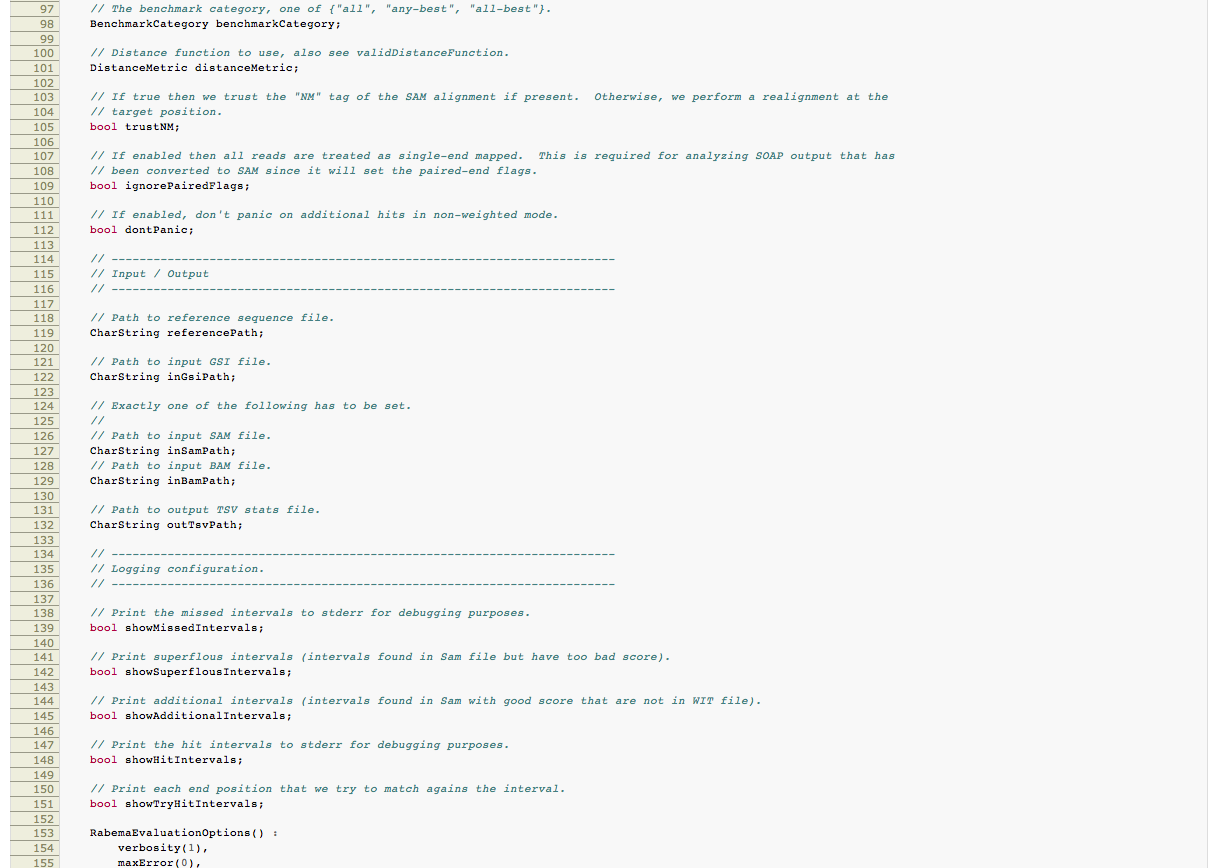 97 // The benchmark category, one of {"all", "any-best", "all-best"}.
98 BenchmarkCategory benchmarkCategory;
99
100 // Distance function to use, also see validDistanceFunction.
101 DistanceMetric distanceMetric;
102
103 // If true then we trust the "NM" tag of the SAM alignment if present.  Otherwise, we perform a realignment at the
104 // target position.
105 bool trustNM;
106
107 // If enabled then all reads are treated as single-end mapped.  This is required for analyzing SOAP output that has
108 // been converted to SAM since it will set the paired-end flags.
109 bool ignorePairedFlags;
110
111 // If enabled, don't panic on additional hits in non-weighted mode.
112 bool dontPanic;
113
114 // ------------------------------------------------------------------------
115 // Input / Output
116 // ------------------------------------------------------------------------
117
118 // Path to reference sequence file.
119 CharString referencePath;
120
121 // Path to input GSI file.
122 CharString inGsiPath;
123
124 // Exactly one of the following has to be set.
125 //
126 // Path to input SAM file.
127 CharString inSamPath;
128 // Path to input BAM file.
129 CharString inBamPath;
130
131 // Path to output TSV stats file.
132 CharString outTsvPath;
133
134 // ------------------------------------------------------------------------
135 // Logging configuration.
136 // ------------------------------------------------------------------------
137
138 // Print the missed intervals to stderr for debugging purposes.
139 bool showMissedIntervals;
140
141 // Print superflous intervals (intervals found in Sam file but have too bad score).
142 bool showSuperflousIntervals;
143
144 // Print additional intervals (intervals found in Sam with good score that are not in WIT file).
145 bool showAdditionalIntervals;
146
147 // Print the hit intervals to stderr for debugging purposes.
148 bool showHitIntervals;
149
150 // Print each end position that we try to match agains the interval.
151 bool showTryHitIntervals;
152
153 RabemaEvaluationOptions() :
154 verbosity(1),
155 maxError(0),